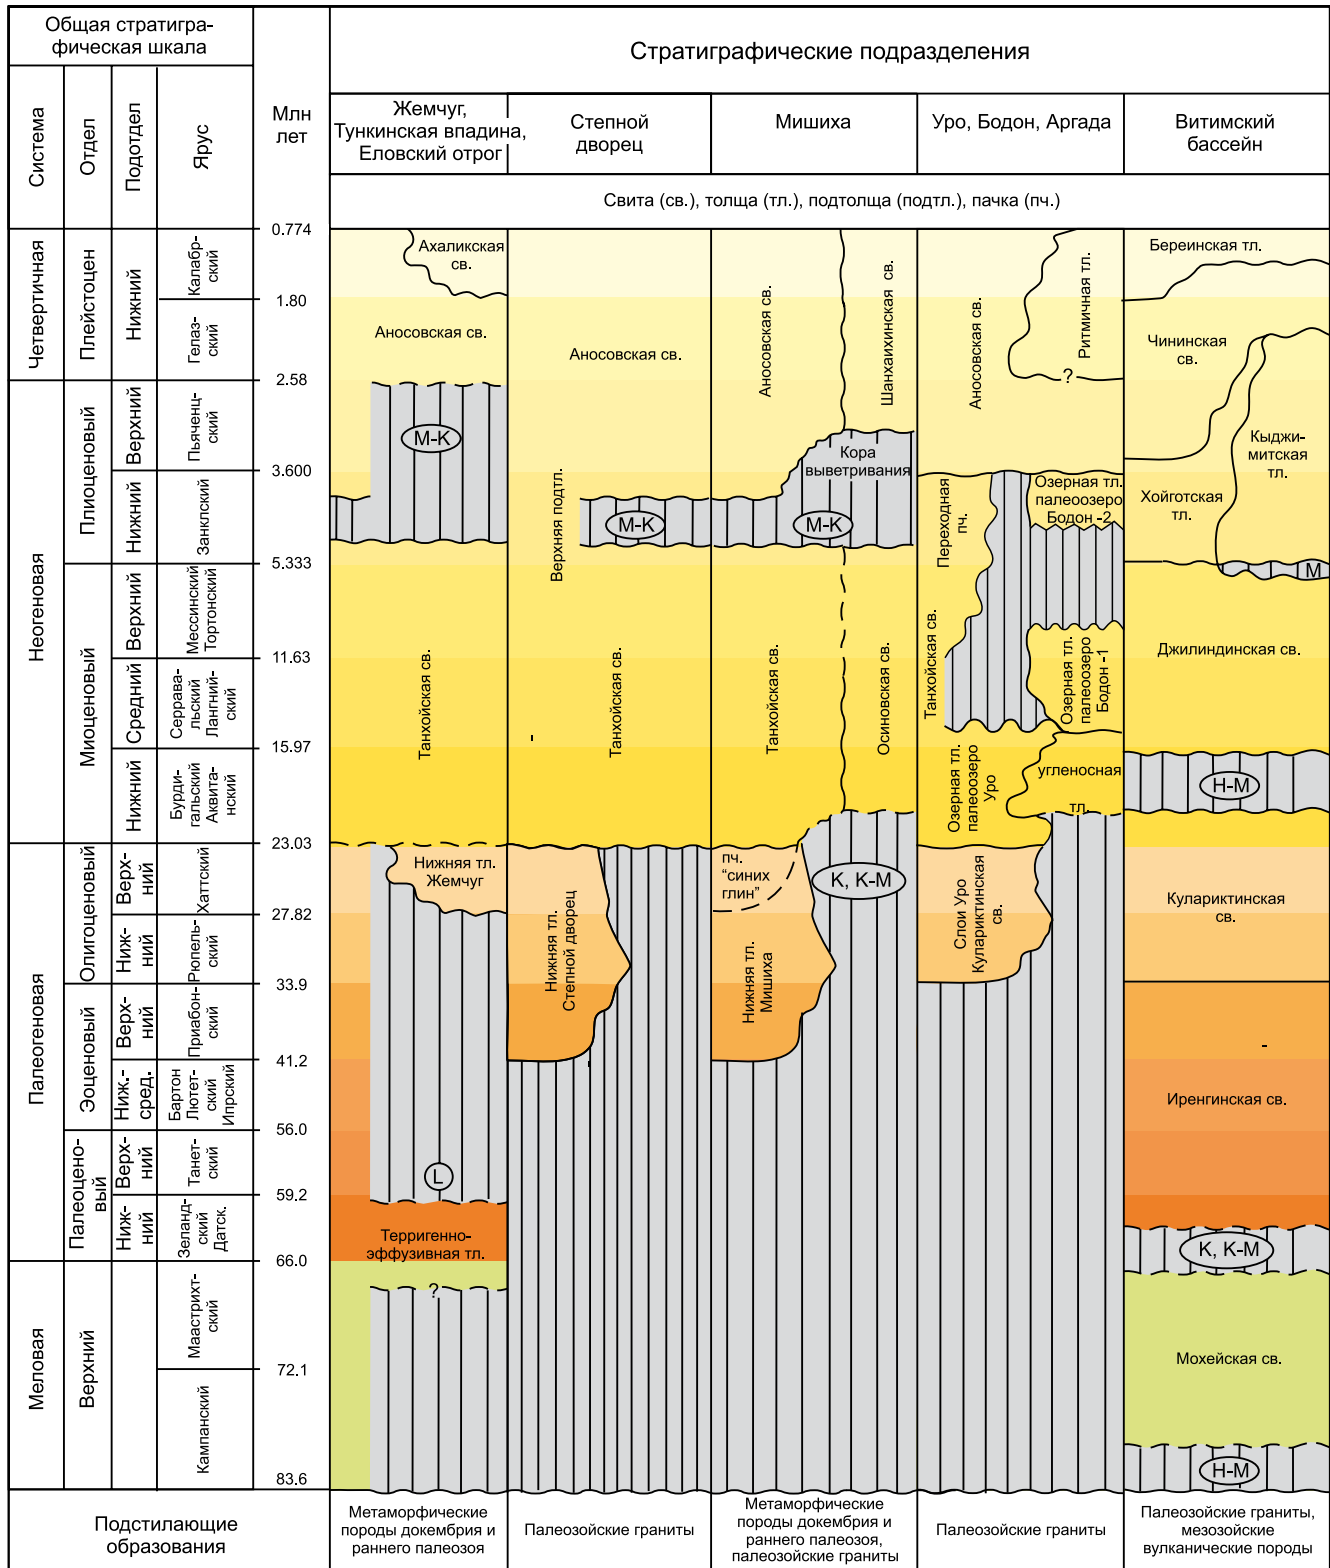 Общая стратигра-
фическая шкала
Стратиграфические подразделения
Система
Отдел
Подотдел
Ярус
Млн
лет
Жемчуг,
Тункинская впадина,
Еловский отрог
Степной
дворец
Мишиха
Уро, Бодон, Аргада
Витимский
бассейн
Свита (св.), толща (тл.), подтолща (подтл.), пачка (пч.)
Четвертичная
Неогеновая
Палеогеновая
Меловая
Плейстоцен
Плиоценовый
Миоценовый
Олигоценовый
Эоценовый
Палеоцено-
вый
Верхний
Нижний
Верхний
Нижний
Верхний
Средний
Нижний
Верх-
ний
Ниж-
ний
Верх-
ний
Ниж.-
сред.
Верх-
ний
Ниж-
ний
Калабр-
ский
Гелаз-
ский
Пьяченц-
ский
Занклский
Мессинский
Тортонский
Серрава-
льский
Лангний-
ский
Бурди-
гальский
Аквита-
нский
Хаттский
Рюпель-
ский
Приабон-
ский
Бартон
Лютет-
ский
Ипрский
Танет-
ский
Зеланд-
ский
Датск.
Маастрихт-
ский
Кампанский
0.774
1.80
2.58
3.600
5.333
11.63
15.97
23.03
27.82
33.9
41.2
56.0
59.2
66.0
72.1
83.6
Ахаликская
св.
Аносовская св.
M-K
Танхойская св.
Нижняя тл.
Жемчуг
L
Терригенно-
эффузивная тл.
?
Аносовская св.
Верхняя подтл.
M-K
Танхойская св.
Нижняя тл.
Степной дворец
Аносовская св.
Шанхаихинская св.
Кора
выветривания
M-K
Танхойская св.
Осиновская св.
пч.
"синих
глин"
K, K-M
Нижняя тл.
Мишиха
Аносовская св.
Ритмичная тл.
?
Переходная
пч.
Озерная тл.
палеоозеро
Бодон -2
Танхойская св.
Озерная тл.
палеоозеро
Бодон -1
Озерная тл.
палеоозеро
Уро
угленосная
тл.
Слои Уро
Кулариктинская
св.
Береинская тл.
Чининская
св.
Кыджи-
митская
тл.
Хойготская
тл.
M
Джилиндинская св.
H-M
Кулариктинская
св.
Иренгинская св.
K, K-M
Мохейская св.
H-M
Подстилающие
образования
Метаморфические
породы докембрия и
раннего палеозоя
Палеозойские граниты
Метаморфические
породы докембрия и
раннего палеозоя,
палеозойские граниты
Палеозойские граниты
Палеозойские граниты,
мезозойские
вулканические породы